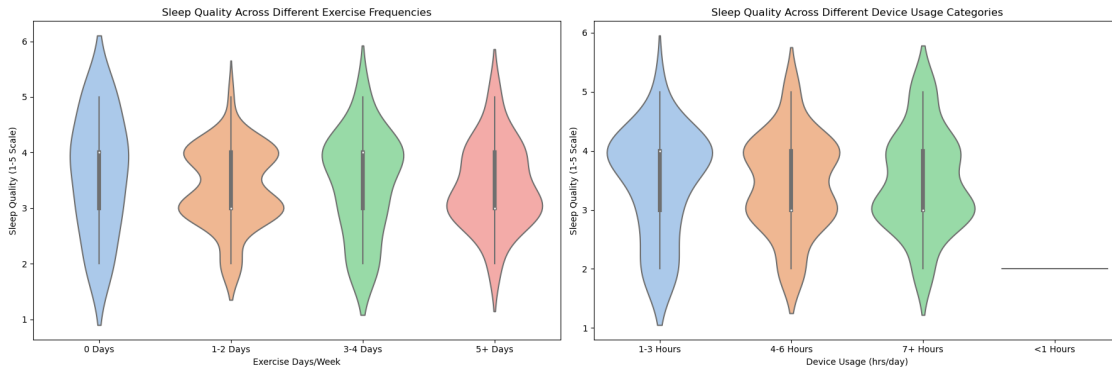 Sleep Quality Across Different Exercise Frequencies
Sleep Quality (1-5 Scale)
6
5
4
3
2
1
0 Days
1-2 Days
3-4 Days
5+ Days
Exercise Days/Week
Sleep Quality Across Different Device Usage Categories
Sleep Quality (1-5 Scale)
6
5
4
3
2
1
1-3 Hours
4-6 Hours
7+ Hours
<1 Hours
Device Usage (hrs/day)